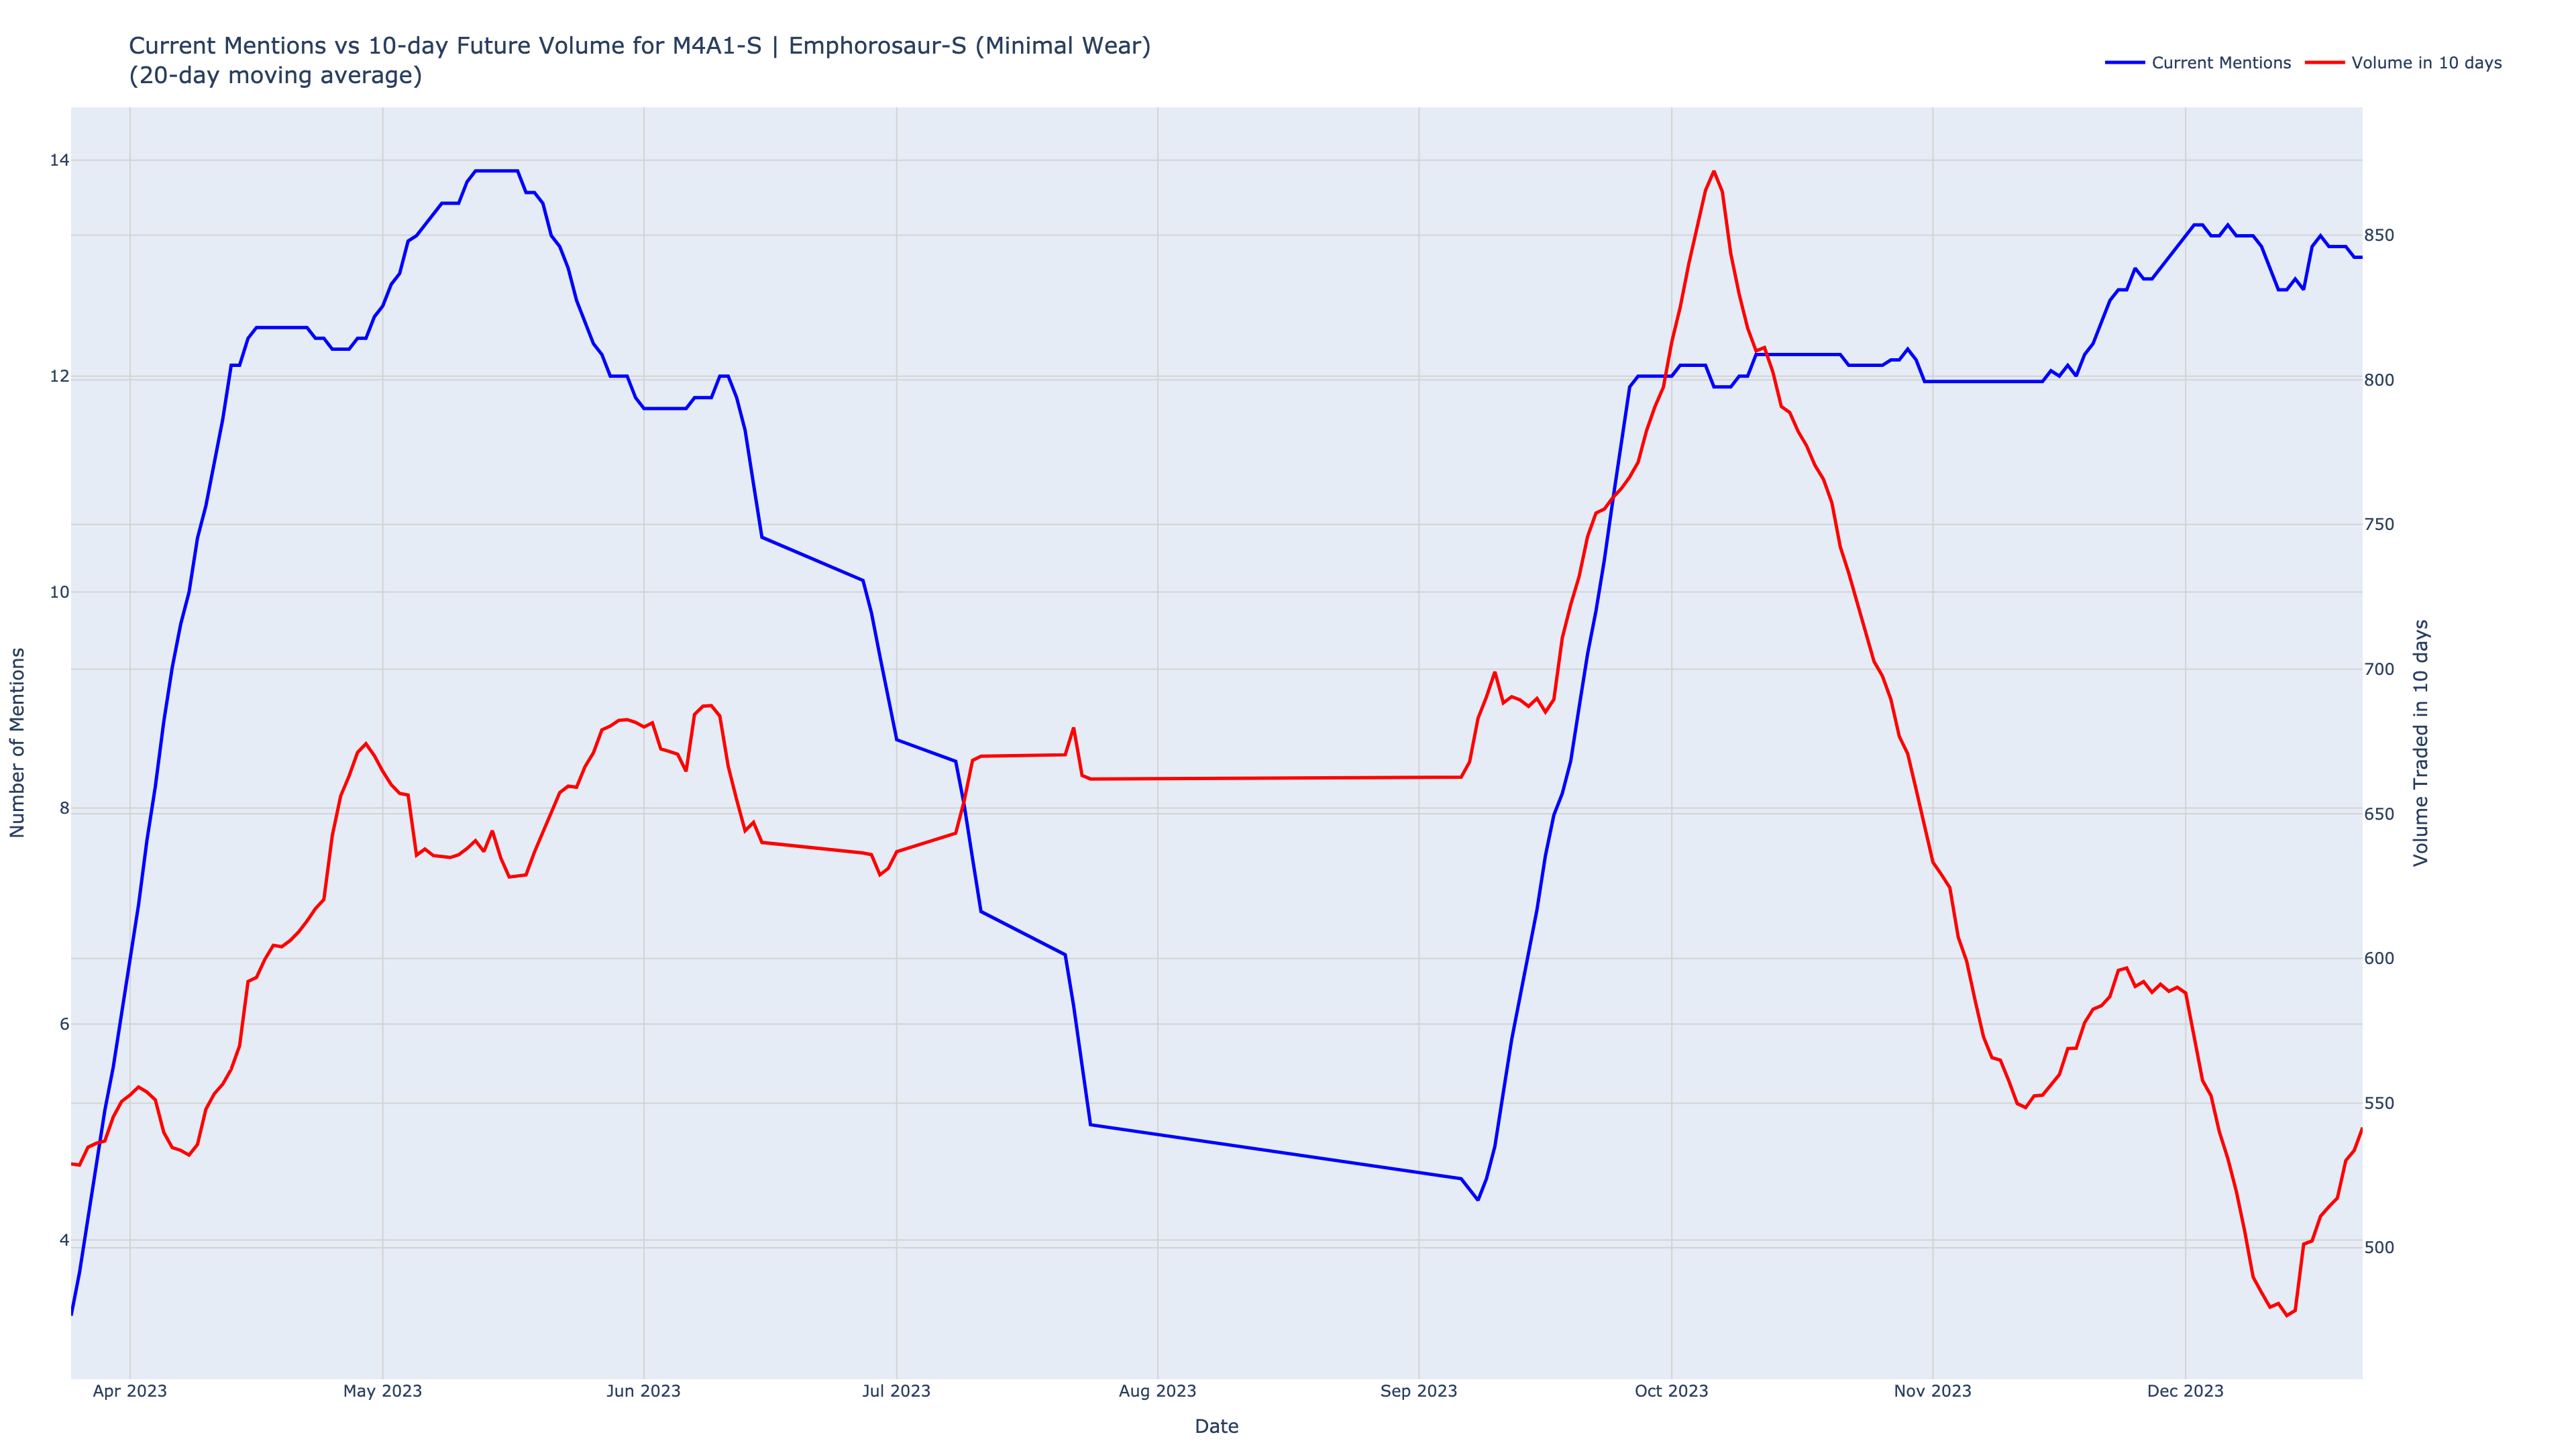 Current Mentions vs 10-day Future Volume for M4A1-S | Emphorosaur-S (Minimal Wear)
(20-day moving average)
Current Mentions
Volume in 10 days
14
12
10
8
6
4
Number of Mentions
850
800
750
700
650
600
550
500
Volume Traded in 10 days
Apr 2023
May 2023
Jun 2023
Jul 2023
Aug 2023
Sep 2023
Oct 2023
Nov 2023
Dec 2023
Date